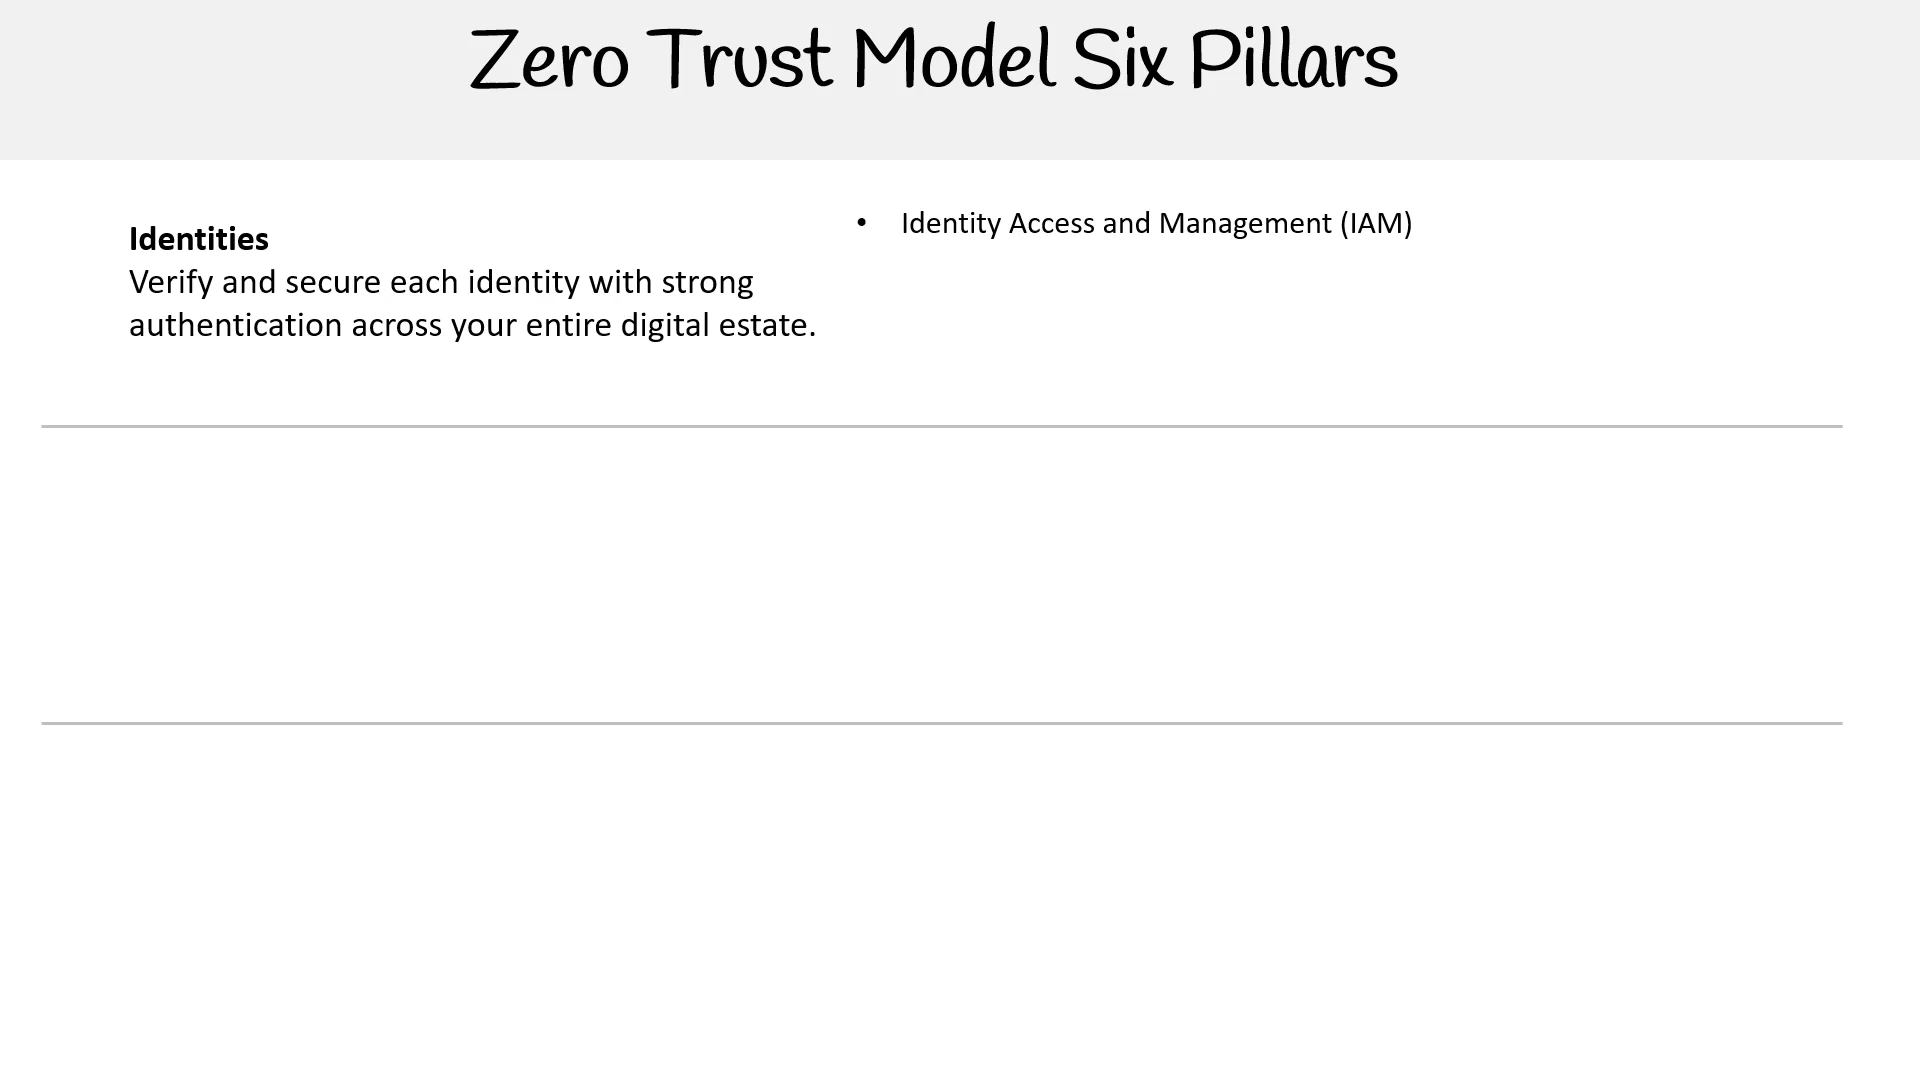 Zero Trust Model Six Pillars
Identities
Verify and secure each identity with strong
authentication across your entire digital estate.
• Identity Access and Management (IAM)